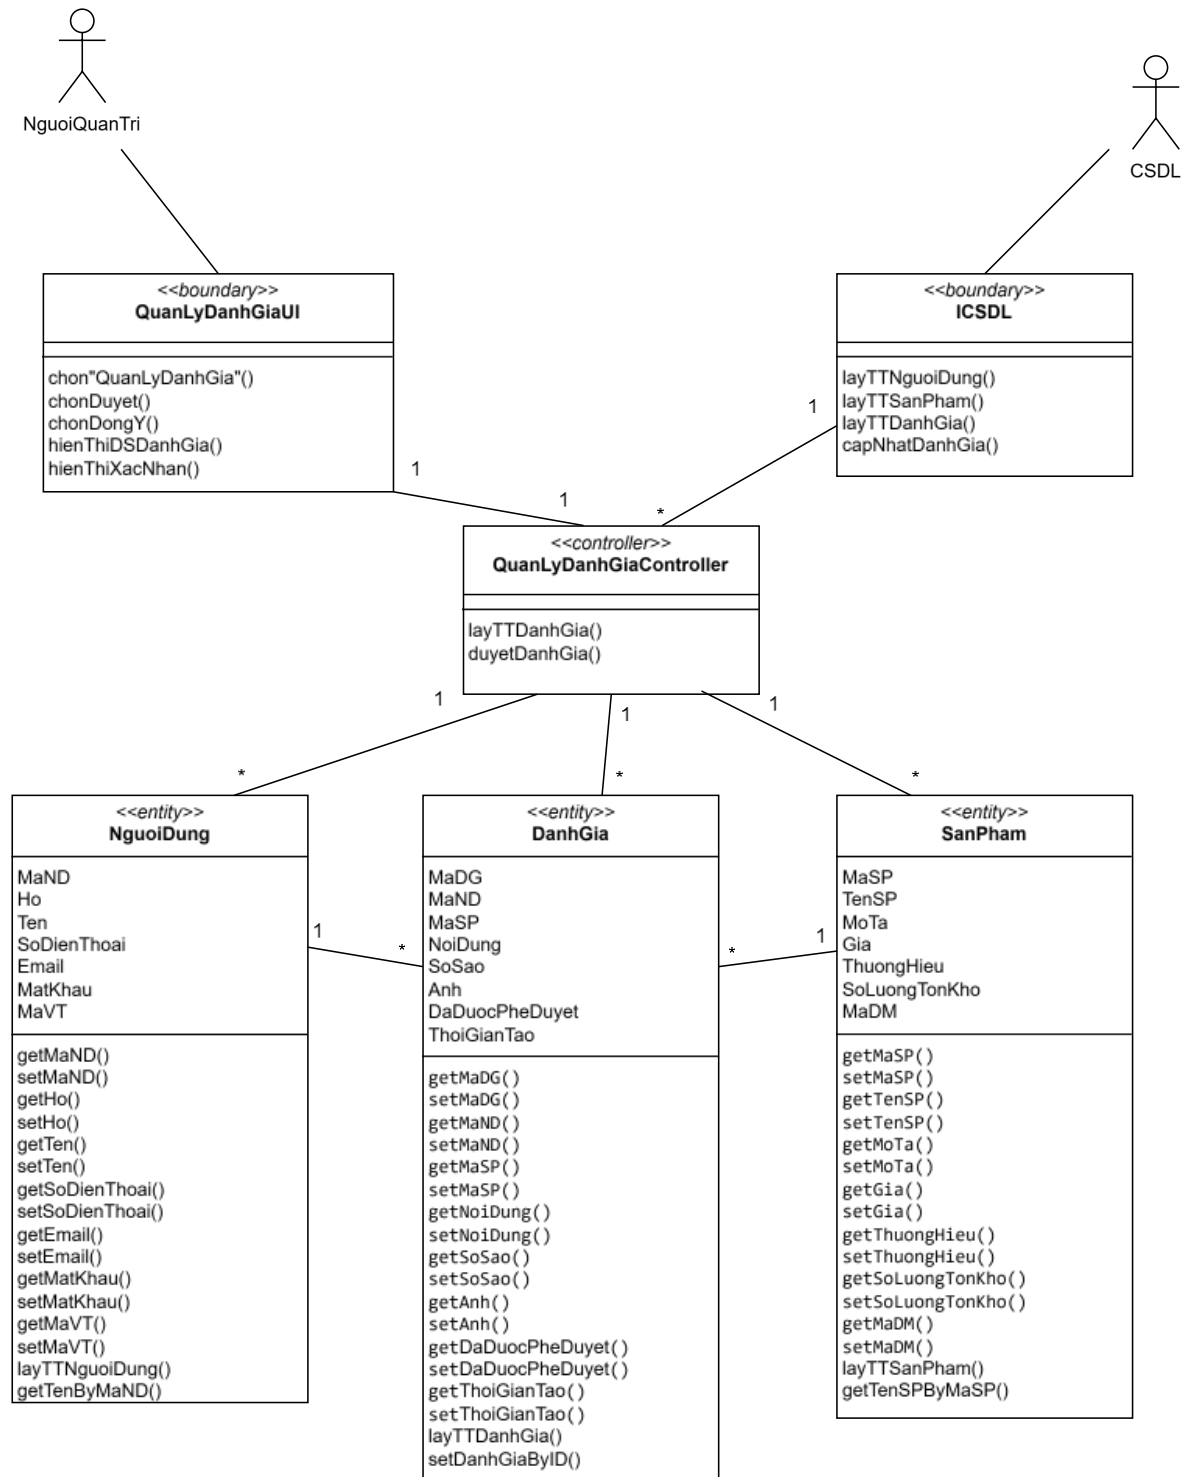 NguoiQuanTri
CSDL
<<boundary>>
QuanLyDanhGiaUI
chon"QuanLyDanhGia"()
chonDuyet()
chonDongY()
hienThiDSDanhGia()
hienThiXacNhan()
<<boundary>>
ICSDL
layTTNguoiDung()
layTTSanPham()
layTTDanhGia()
capNhatDanhGia()
1
1
1
*
<<controller>>
QuanLyDanhGiaController
layTTDanhGia()
duyetDanhGia()
1
1
1
*
*
*
<<entity>>
NguoiDung
MaND
Ho
Ten
SoDienThoai
Email
MatKhau
MaVT
getMaND()
setMaND()
getHo()
setHo()
getTen()
setTen()
getSoDienThoai()
setSoDienThoai()
getEmail()
setEmail()
getMatKhau()
setMatKhau()
getMaVT()
setMaVT()
layTTNguoiDung()
getTenByMaND()
1
*
<<entity>>
DanhGia
MaDG
MaND
MaSP
NoiDung
SoSao
Anh
DaDuocPheDuyet
ThoiGianTao
getMaDG()
setMaDG()
getMaND()
setMaND()
getMaSP()
setMaSP()
getNoiDung()
setNoiDung()
getSoSao()
setSoSao()
getAnh()
setAnh()
getDaDuocPheDuyet()
setDaDuocPheDuyet()
getThoiGianTao()
setThoiGianTao()
layTTDanhGia()
setDanhGiaByID()
*
1
<<entity>>
SanPham
MaSP
TenSP
MoTa
Gia
ThuongHieu
SoLuongTonKho
MaDM
getMaSP()
setMaSP()
getTenSP()
setTenSP()
getMoTa()
setMoTa()
getGia()
setGia()
getThuongHieu()
setThuongHieu()
getSoLuongTonKho()
setSoLuongTonKho()
getMaDM()
setMaDM()
layTTSanPham()
getTenSPByMaSP()